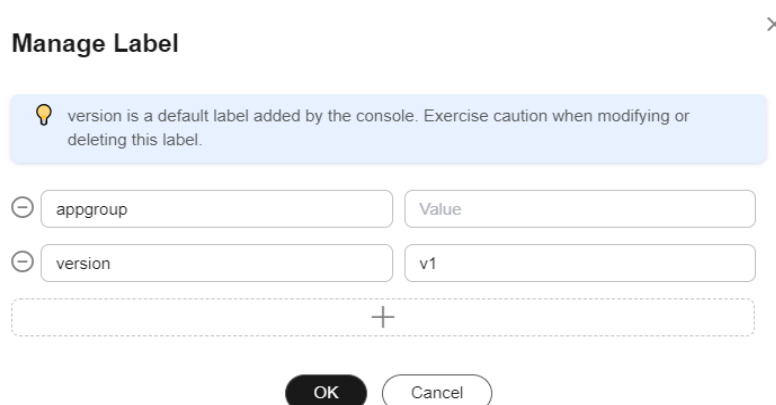 Manage Label
version is a default label added by the console. Exercise caution when modifying or
deleting this label.
appgroup Value
version v1
OK Cancel